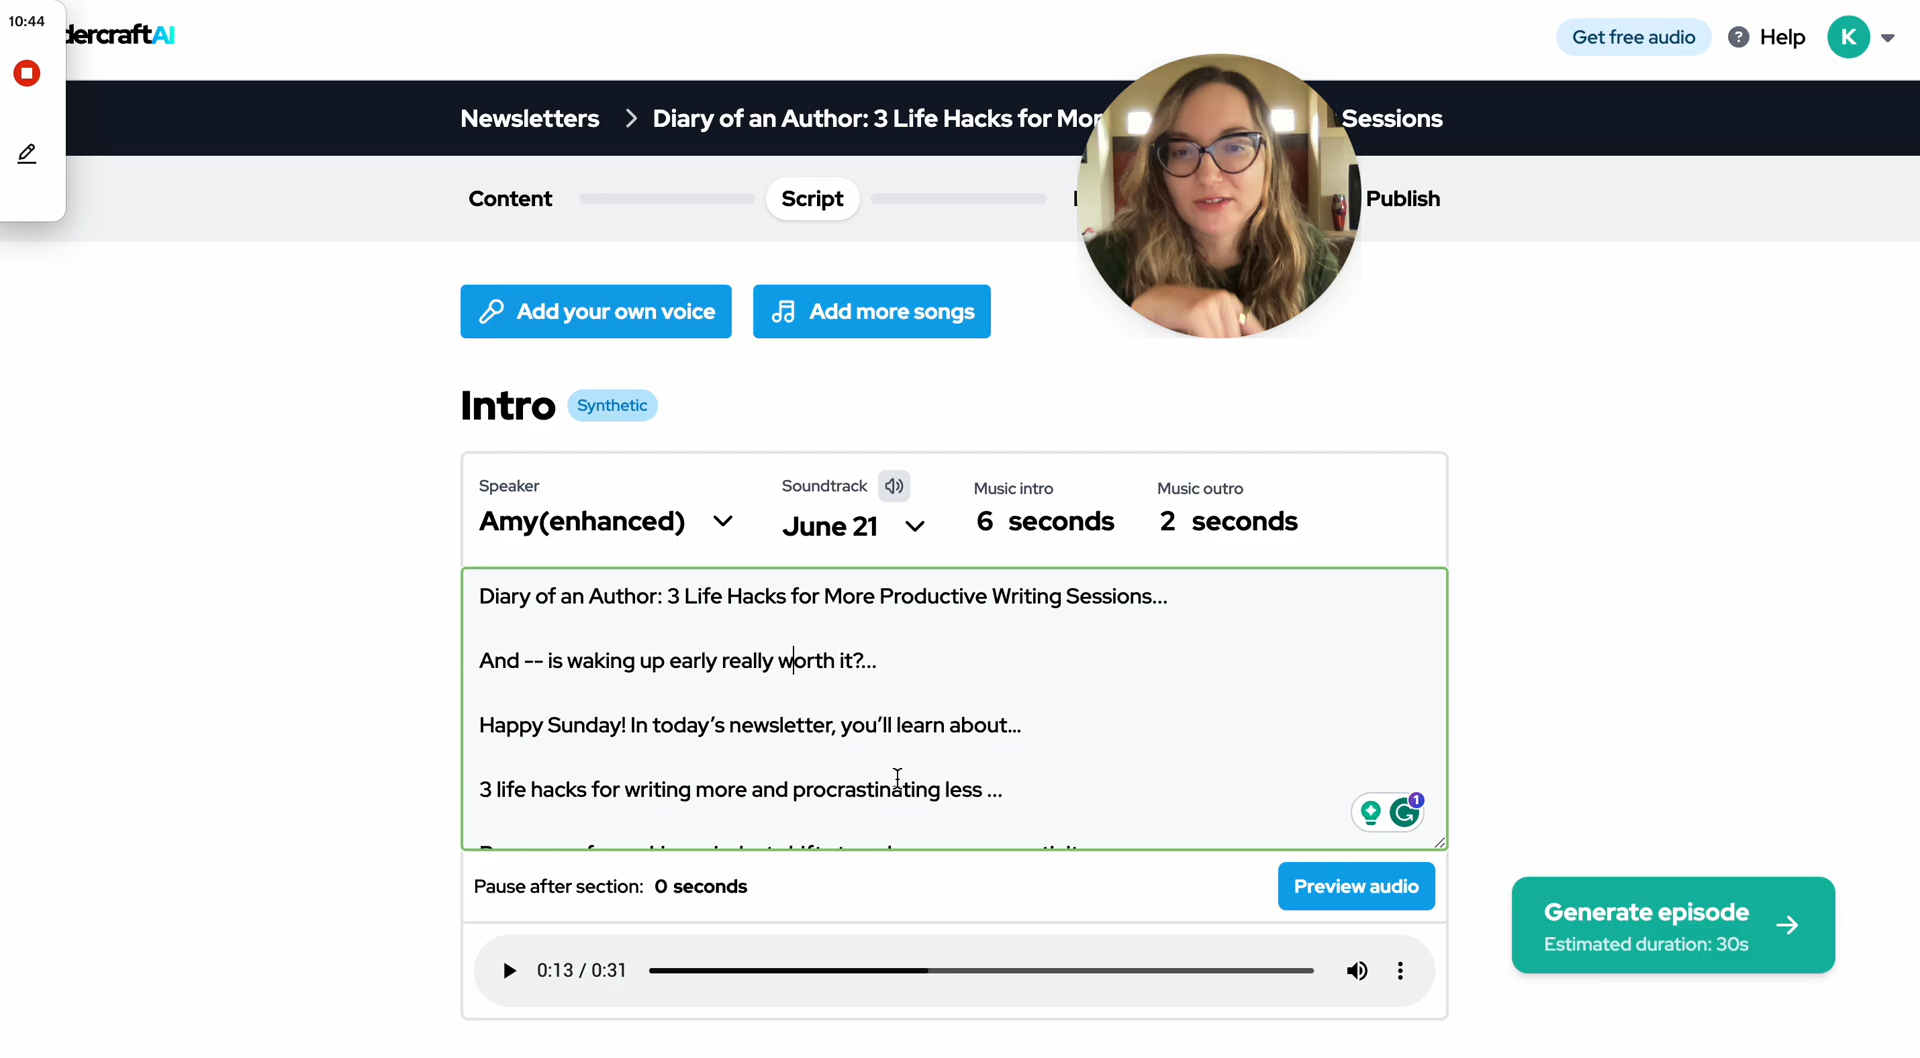 10:44
dercraftAI
Get free audio
? Help
K
Newsletters > Diary of an Author: 3 Life Hacks for Mor Sessions
Content
Script
Publish
Add your own voice
Add more songs
Intro
Synthetic
Speaker
Soundtrack
Music intro
Music outro
Amy(enhanced)
June 21
6 seconds
2 seconds
Diary of an Author: 3 Life Hacks for More Productive Writing Sessions...
And -- is waking up early really worth it?...
Happy Sunday! In today's newsletter, you'll learn about...
3 life hacks for writing more and procrastinating less ...
1
Pause after section: 0 seconds
Preview audio
Generate episode
Estimated duration: 30s
0:13 / 0:31